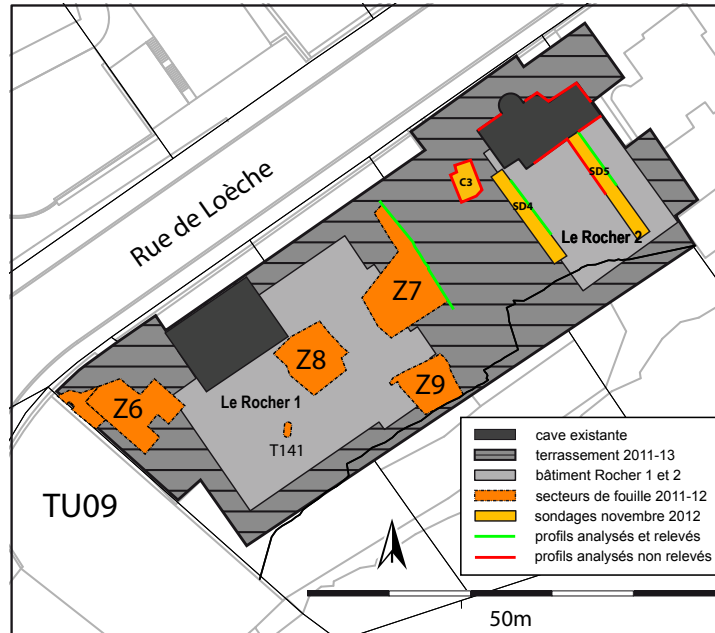 Rue de Loèche
C3
SD5
SD4
Le Rocher 2
Z7
Z8
Z9
Z6
Le Rocher 1
T141
TU09
cave existante
terrassement 2011-13
bâtiment Rocher 1 et 2
secteurs de fouille 2011-12
sondages novembre 2012
profils analysés et relevés
profils analysés non relevés
50m